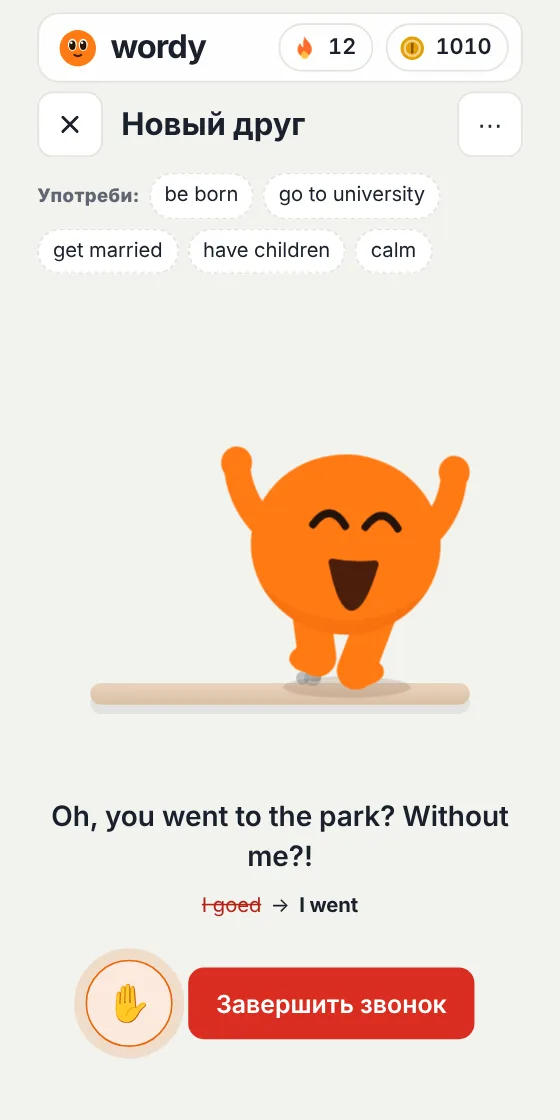 wordy
12
1010
Новый друг
...
Употреби: be born go to university
get married have children calm
Oh, you went to the park? Without
me?!
I goed → I went
Завершить звонок